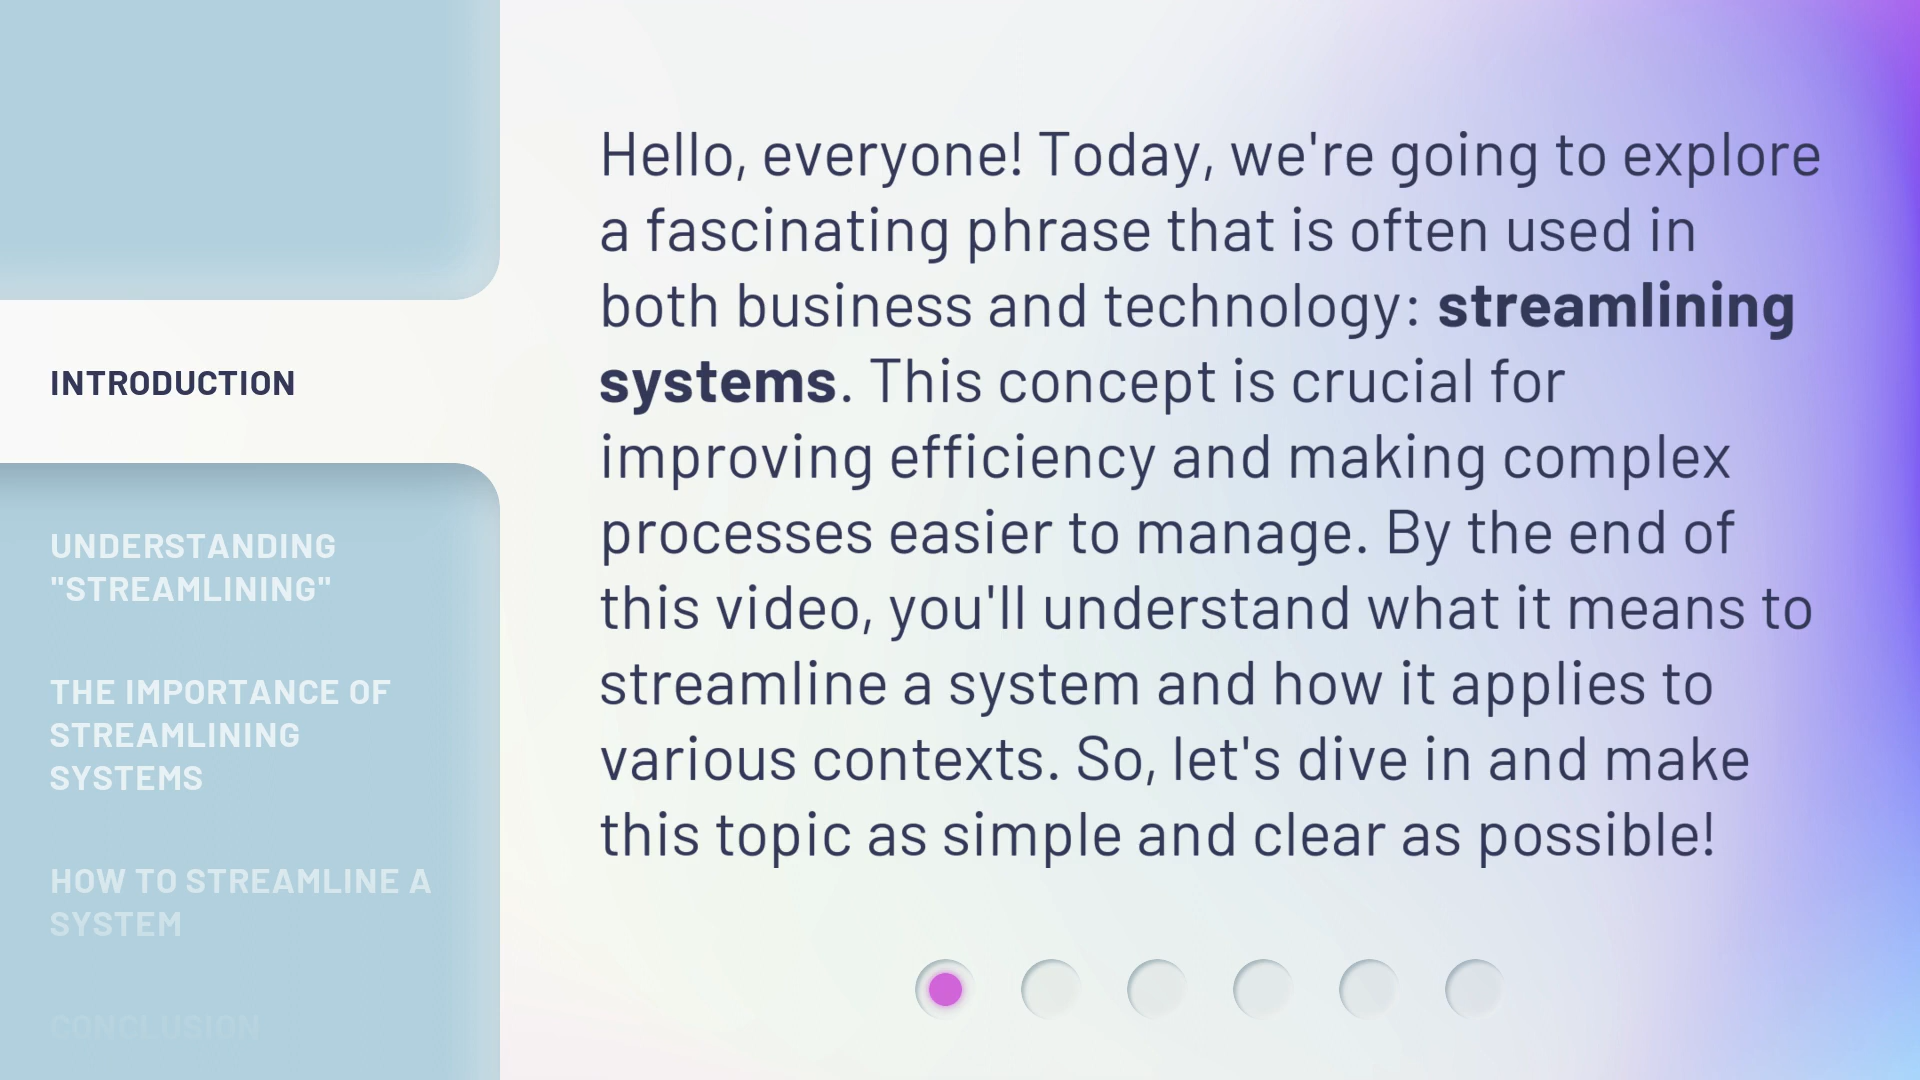 INTRODUCTION
UNDERSTANDING
"STREAMLINING"
THE IMPORTANCE OF
STREAMLINING
SYSTEMS
HOW TO STREAMLINE A
SYSTEM
CONCLUSION
Hello, everyone! Today, we're going to explore
a fascinating phrase that is often used in
both business and technology: streamlining
systems. This concept is crucial for
improving efficiency and making complex
processes easier to manage. By the end of
this video, you'll understand what it means to
streamline a system and how it applies to
various contexts. So, let's dive in and make
this topic as simple and clear as possible!